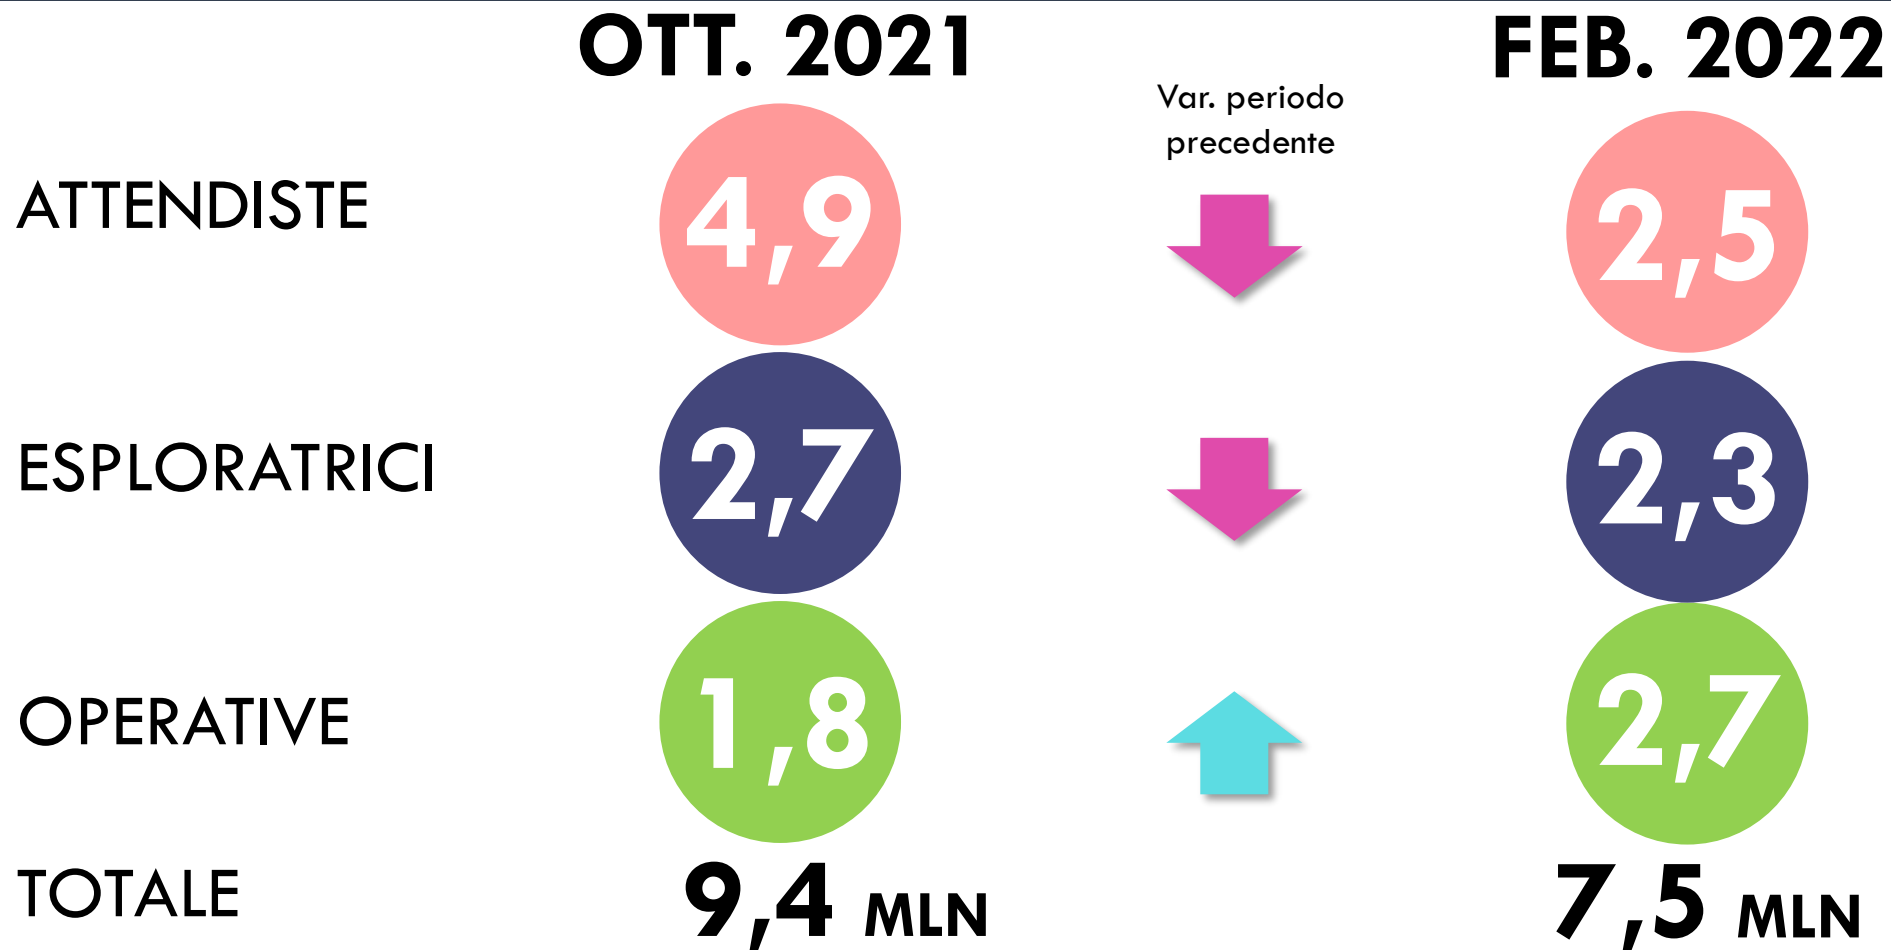 OTT. 2021
FEB. 2022
Var. periodo
precedente
ATTENDISTE
4,9
2,5
ESPLORATRICI
2,7
2,3
OPERATIVE
1,8
2,7
TOTALE
9,4 MLN
7,5 MLN